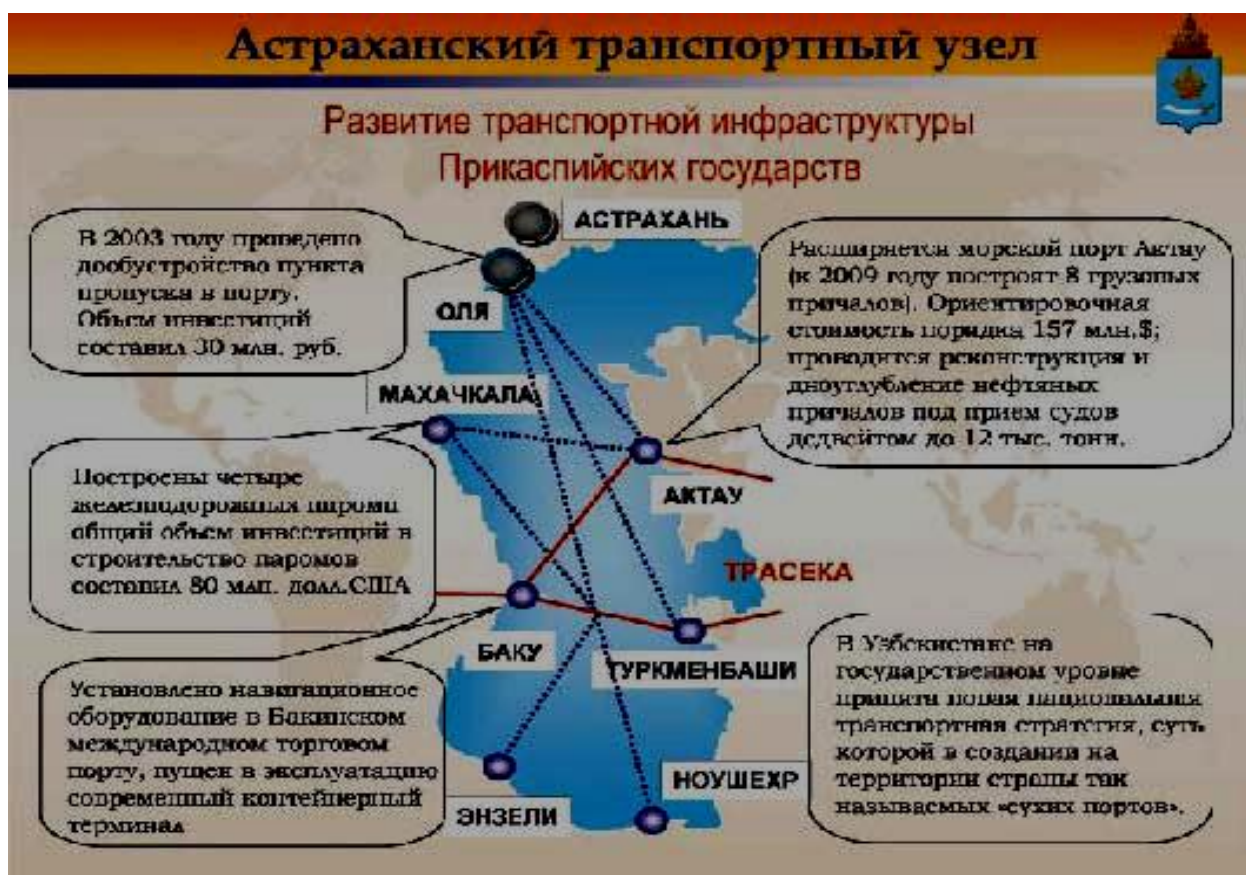 Астраханский транспортный узел
Развитие транспортной инфраструктуры
Прикаспийских государств
АСТРАХАНЬ
В 2003 году проведено
дообустройство пункта
пропуска в порту.
Объем инвестиций
составил 30 млн. руб.
Расширяется морской порт Актау
(к 2009 году построят 8 грузовых
причалов). Ориентировочная
стоимость порядка 157 млн.$;
проводится реконструкция и
дноуглубление нефтяных
причалов под прием судов
дедвейтом до 12 тыс. тонн.
ОЛЯ
МАХАЧКАЛА
Построены четыре
железнодорожных парома
общий объем инвестиций в
строительство паромов
составил 80 млн. долл.США
АКТАУ
ТРАСЕКА
БАКУ
ТУРКМЕНБАШИ
В Узбекистане на
государственном уровне
принята новая национальная
транспортная стратегия, суть
которой в создании на
территории страны так
называемых «сухих портов».
Установлено навигационное
оборудование в Бакинском
международном торговом
порту, пущен в эксплуатацию
современный контейнерный
терминал
НОУШЕХР
ЭНЗЕЛИ